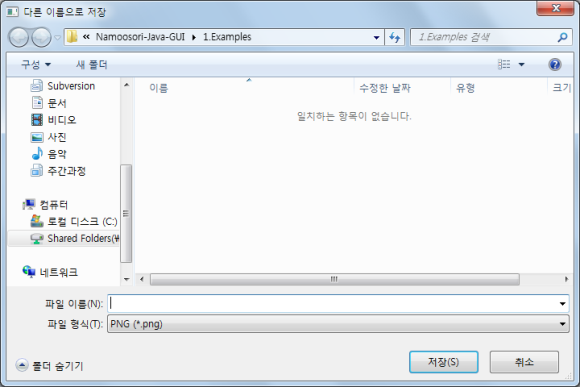 다른 이름으로 저장
« Namoosori-Java-GUI ▸ 1.Examples
1.Examples 검색
구성 ▼ 새 폴더
Subversion
문서
비디오
사진
음악
주간과정
컴퓨터
로컬 디스크 (C:)
Shared Folders(₩
네트워크
이름 수정한 날짜 유형 크기
일치하는 항목이 없습니다.
파일 이름(N):
파일 형식(T): PNG (*.png)
폴더 숨기기
저장(S) 취소